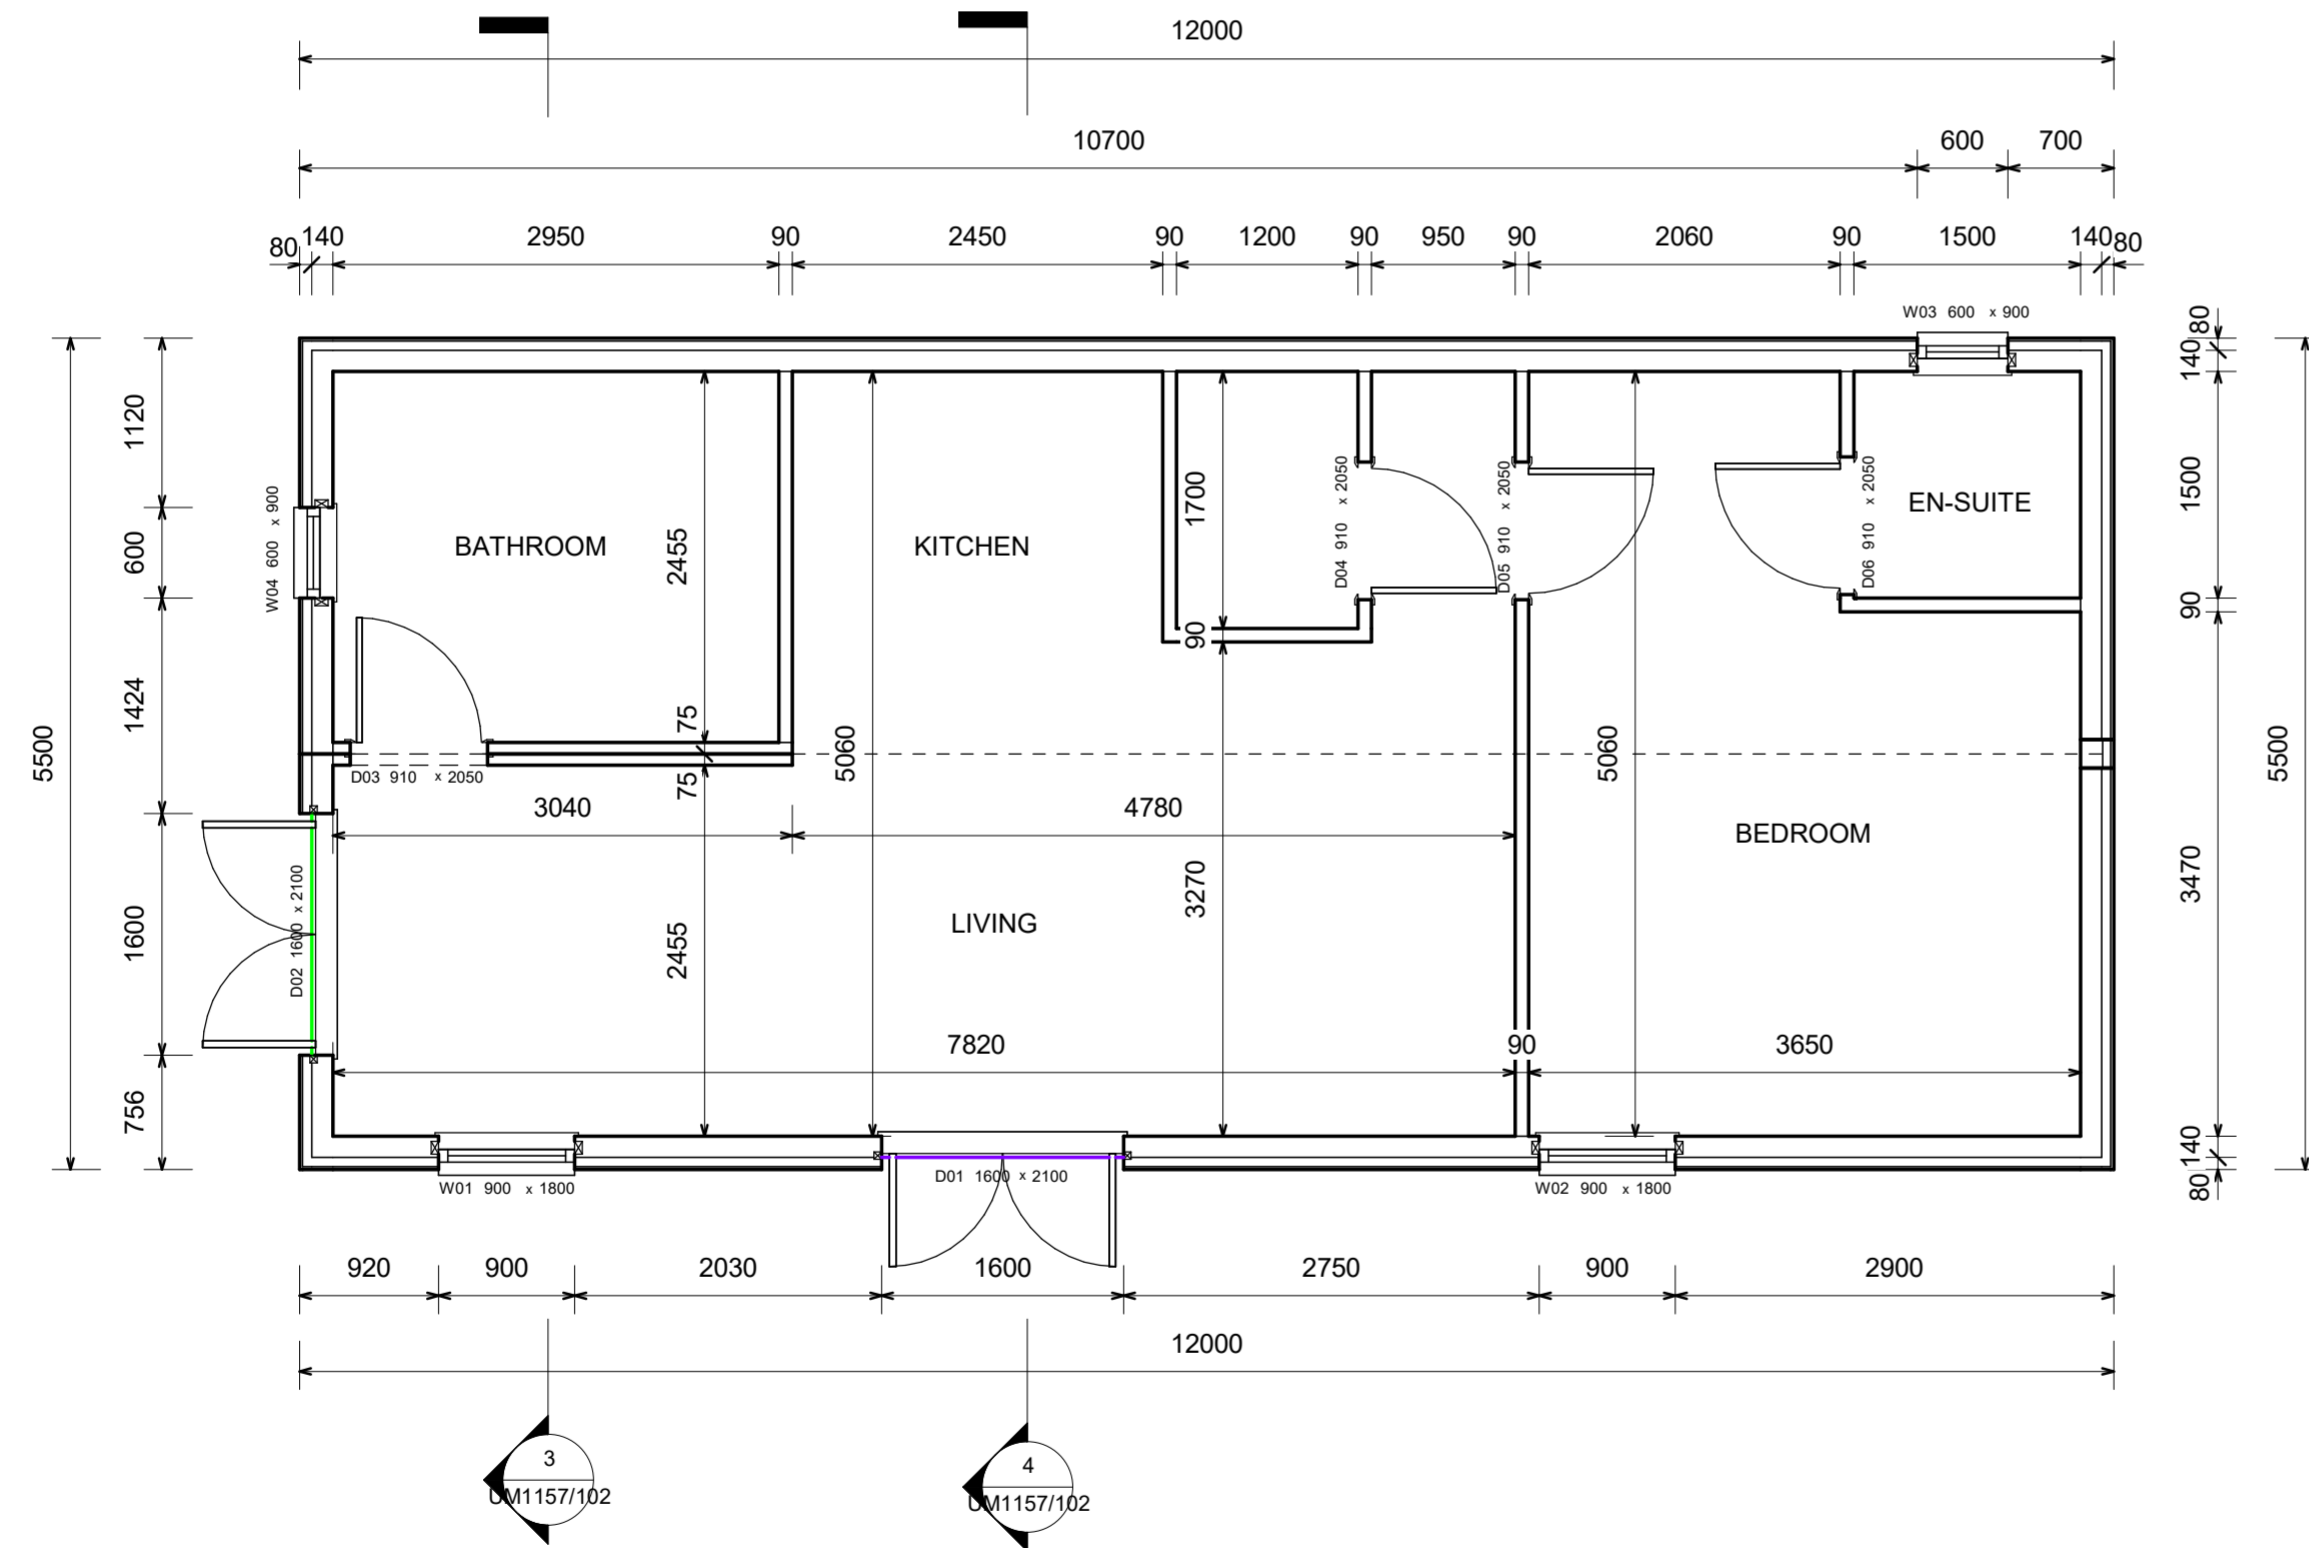 12000
10700 600 700
80 140 2950 90 2450 90 1200 90 950 90 2060 90 1500 140 80
W03 600 x 900
80
140
1120
1500
W04 600 x 900
600
BATHROOM
2455
KITCHEN
1700
D04 910 x 2050
D05 910 x 2050
D06 910 x 2050
EN-SUITE
90
90
1424
75
5500
5060
5060
5500
D03 910 x 2050
75
3040
4780
BEDROOM
3470
3270
D02 1600 x 2100
1600
2455
LIVING
7820
90
3650
756
140
80
W01 900 x 1800
D01 1600 x 2100
W02 900 x 1800
920 900 2030 1600 2750 900 2900
12000
3
UM1157/102
4
UM1157/102